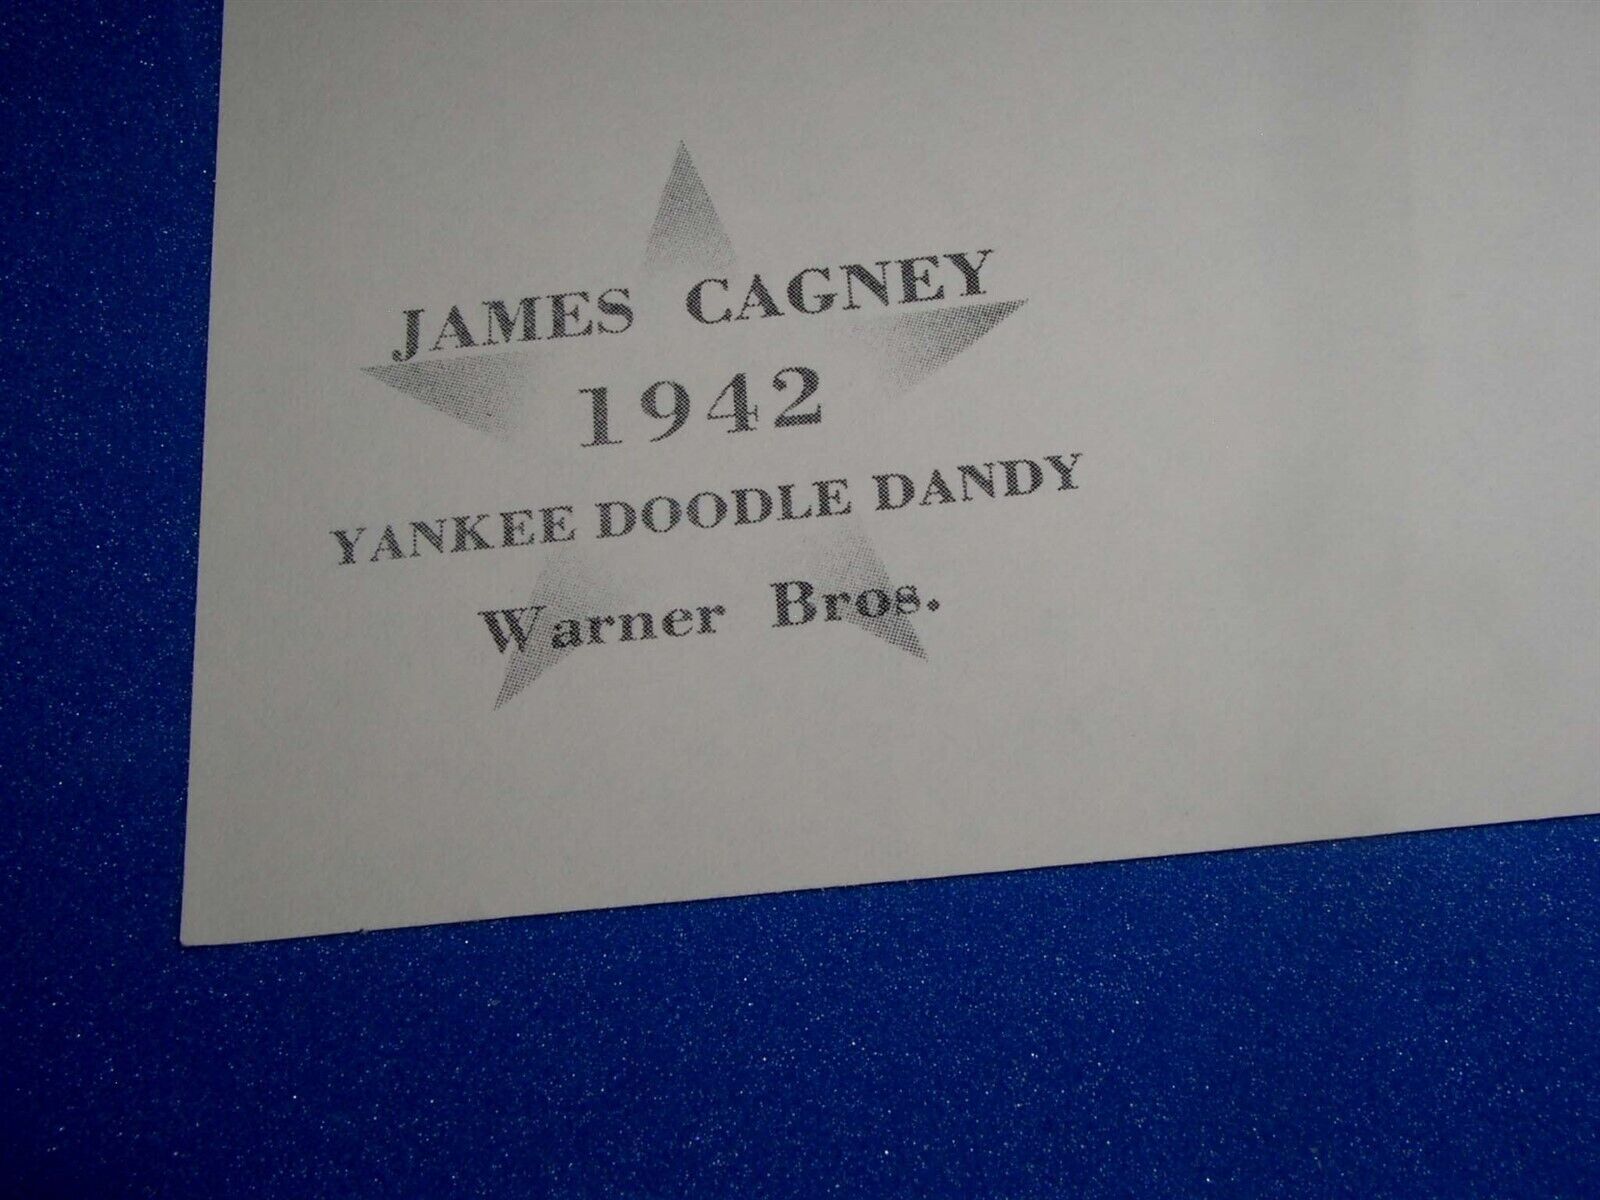 JAMES CAGNEY
1942
YANKEE DOODLE DANDY
Warner Bros.